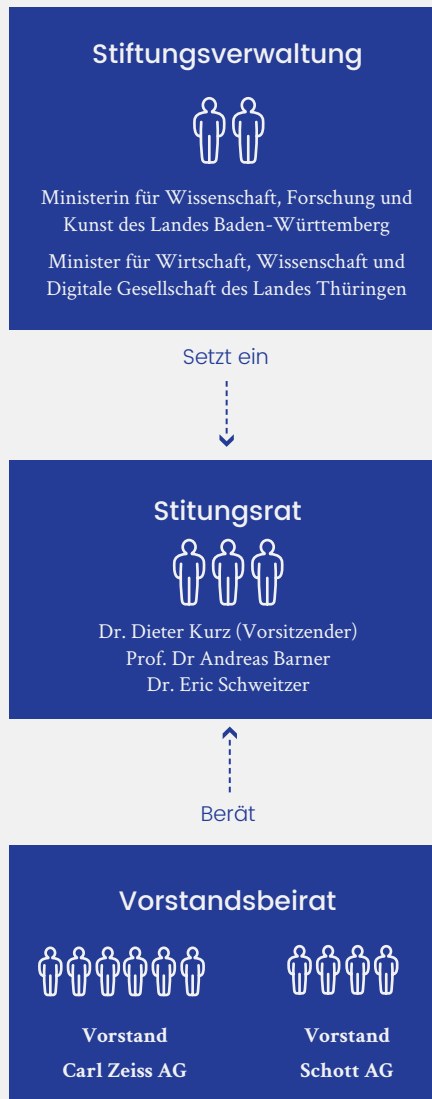 Stiftungsverwaltung
Ministerin für Wissenschaft, Forschung und
Kunst des Landes Baden-Württemberg
Minister für Wirtschaft, Wissenschaft und
Digitale Gesellschaft des Landes Thüringen
Setzt ein
Stitungsrat
Dr. Dieter Kurz (Vorsitzender)
Prof. Dr Andreas Barner
Dr. Eric Schweitzer
Berät
Vorstandsbeirat
Vorstand
Carl Zeiss AG
Vorstand
Schott AG